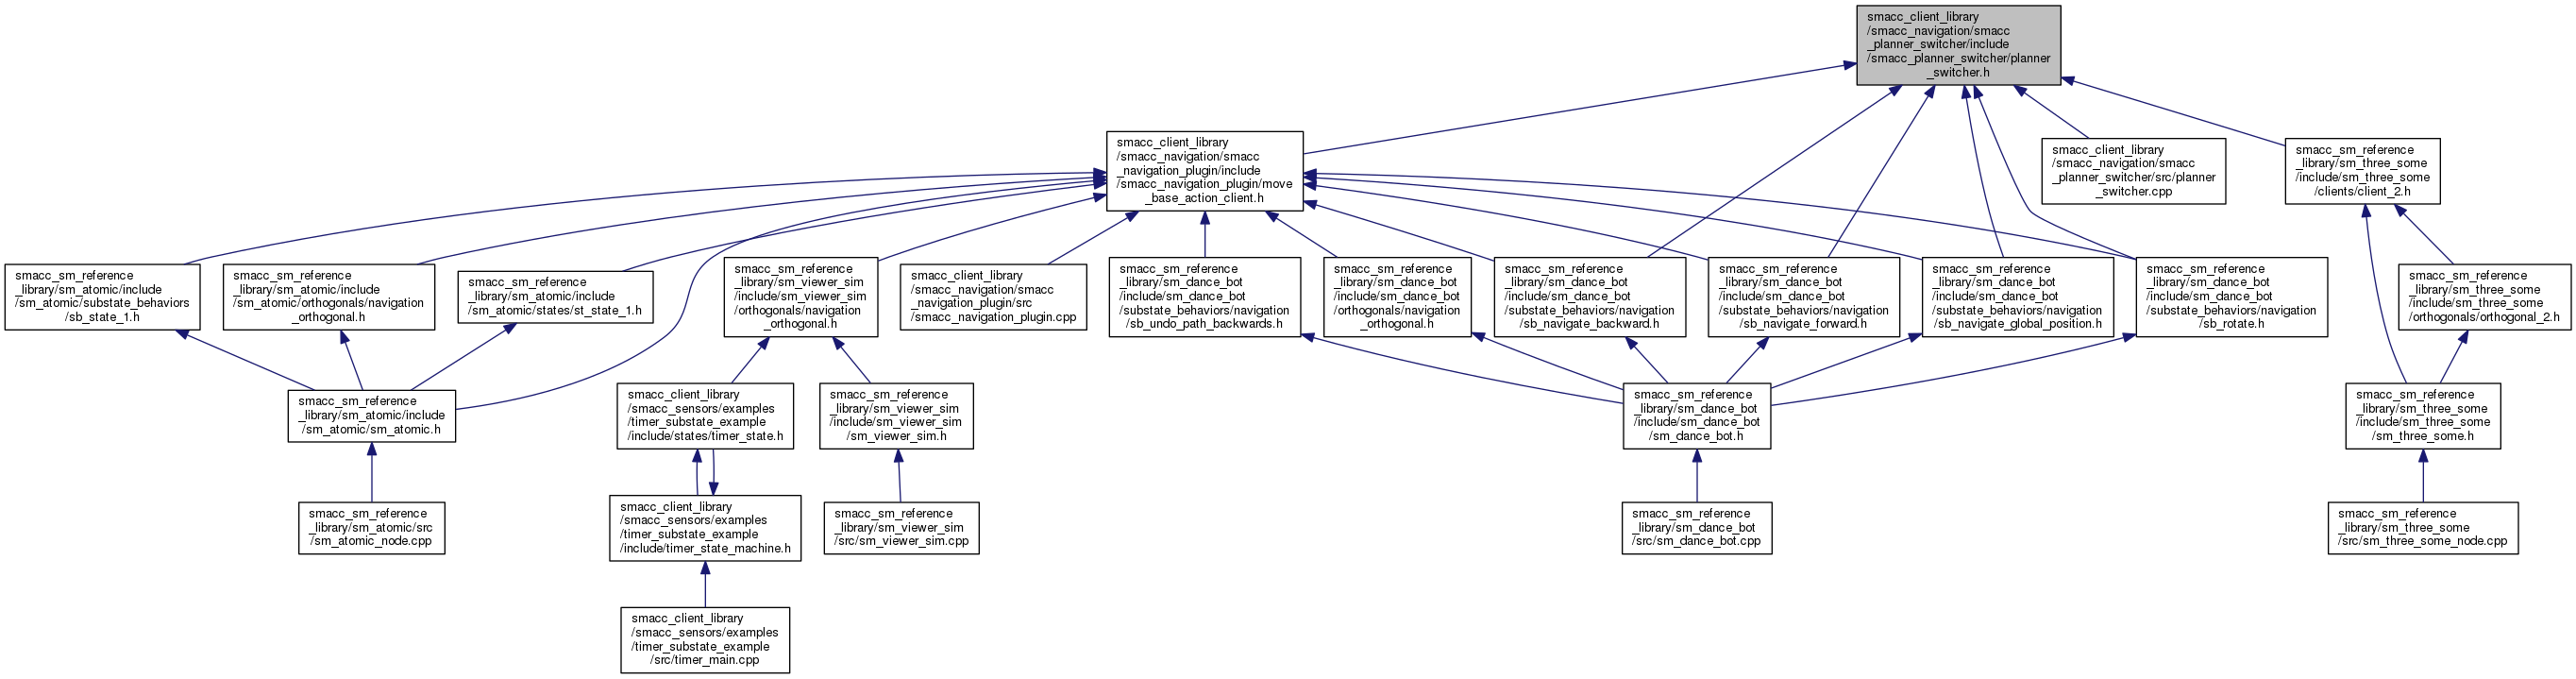 smacc_client_library
/smacc_navigation/smacc
_planner_switcher/include
/smacc_planner_switcher/planner
_switcher.h
smacc_client_library
/smacc_navigation/smacc
_navigation_plugin/include
/smacc_navigation_plugin/move
_base_action_client.h
smacc_client_library
/smacc_navigation/smacc
_planner_switcher/src/planner
_switcher.cpp
smacc_sm_reference
_library/sm_three_some
/include/sm_three_some
/clients/client_2.h
smacc_sm_reference
_library/sm_atomic/include
/sm_atomic/substate_behaviors
/sb_state_1.h
smacc_sm_reference
_library/sm_atomic/include
/sm_atomic/orthogonals/navigation
_orthogonal.h
smacc_sm_reference
_library/sm_atomic/include
/sm_atomic/states/st_state_1.h
smacc_sm_reference
_library/sm_viewer_sim
/include/sm_viewer_sim
/orthogonals/navigation
_orthogonal.h
smacc_client_library
/smacc_navigation/smacc
_navigation_plugin/src
/smacc_navigation_plugin.cpp
smacc_sm_reference
_library/sm_dance_bot
/include/sm_dance_bot
/substate_behaviors/navigation
/sb_undo_path_backwards.h
smacc_sm_reference
_library/sm_dance_bot
/include/sm_dance_bot
/orthogonals/navigation
_orthogonal.h
smacc_sm_reference
_library/sm_dance_bot
/include/sm_dance_bot
/substate_behaviors/navigation
/sb_navigate_backward.h
smacc_sm_reference
_library/sm_dance_bot
/include/sm_dance_bot
/substate_behaviors/navigation
/sb_navigate_forward.h
smacc_sm_reference
_library/sm_dance_bot
/include/sm_dance_bot
/substate_behaviors/navigation
/sb_navigate_global_position.h
smacc_sm_reference
_library/sm_dance_bot
/include/sm_dance_bot
/substate_behaviors/navigation
/sb_rotate.h
smacc_sm_reference
_library/sm_three_some
/include/sm_three_some
/orthogonals/orthogonal_2.h
smacc_sm_reference
_library/sm_atomic/include
/sm_atomic/sm_atomic.h
smacc_client_library
/smacc_sensors/examples
/timer_substate_example
/include/states/timer_state.h
smacc_sm_reference
_library/sm_viewer_sim
/include/sm_viewer_sim
/sm_viewer_sim.h
smacc_sm_reference
_library/sm_dance_bot
/include/sm_dance_bot
/sm_dance_bot.h
smacc_sm_reference
_library/sm_three_some
/include/sm_three_some
/sm_three_some.h
smacc_sm_reference
_library/sm_atomic/src
/sm_atomic_node.cpp
smacc_client_library
/smacc_sensors/examples
/timer_substate_example
/include/timer_state_machine.h
smacc_sm_reference
_library/sm_viewer_sim
/src/sm_viewer_sim.cpp
smacc_sm_reference
_library/sm_dance_bot
/src/sm_dance_bot.cpp
smacc_sm_reference
_library/sm_three_some
/src/sm_three_some_node.cpp
smacc_client_library
/smacc_sensors/examples
/timer_substate_example
/src/timer_main.cpp